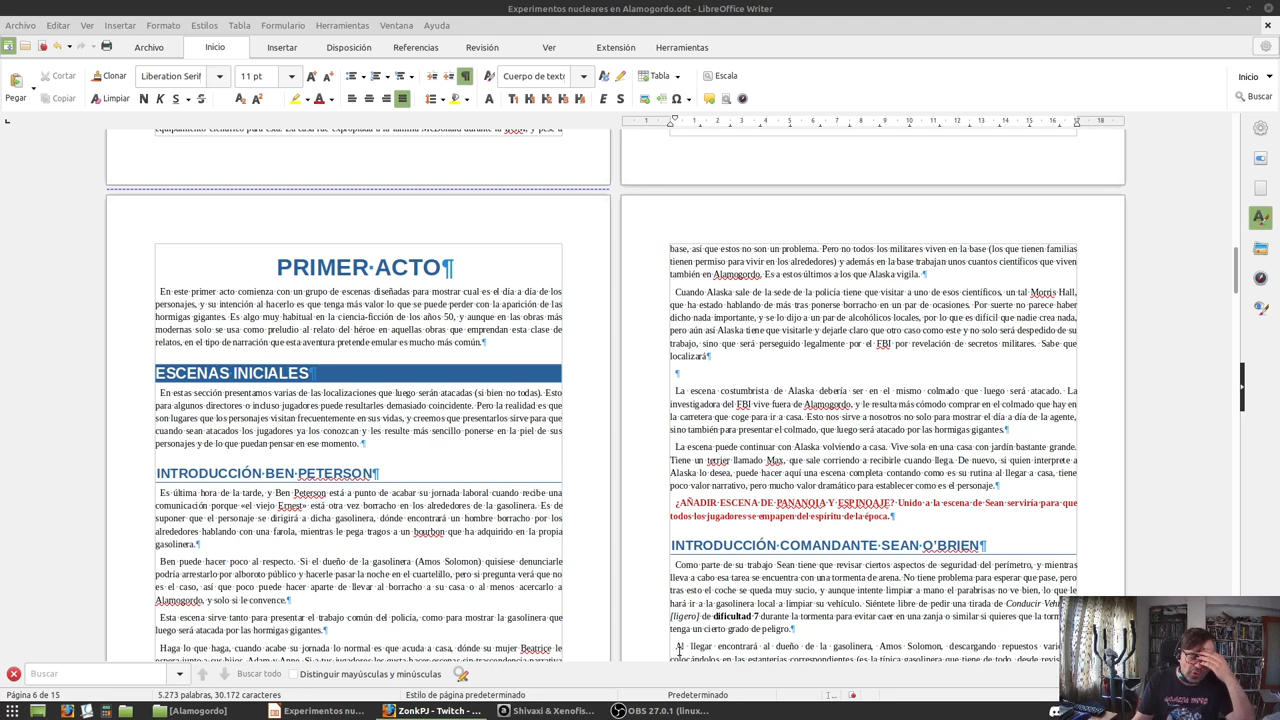 Experimentos nucleares en Alamogordo.odt - LibreOffice Writer
Archivo Editar Ver Insertar Formato Estilos Tabla Formulario Herramientas Ventana Ayuda
Archivo Inicio Insertar Disposición Referencias Revisión Ver Extensión Herramientas
Pegar Cortar Clonar Liberation Serif 11 pt Cuerpo de texto Tabla Escala Inicio
Copiar Limpiar Buscar
PRIMER·ACTO¶
En este primer acto comienza con un grupo de escenas diseñadas para mostrar cual es el día a día de los
personajes, y su intención al hacerlo es que tenga más valor lo que se puede perder con la aparición de las
hormigas gigantes. Es algo muy habitual en la ciencia-ficción de los años 50, y aunque en las obras más
modernas solo se usa como preludio al relato del héroe en aquellas obras que emprendan esta clase de
relatos, en el tipo de narración que esta aventura pretende emular es mucho más común.¶
ESCENAS INICIALES¶
En estas sección presentamos varias de las localizaciones que luego serán atacadas (si bien no todas). Esto
para algunos directores o incluso jugadores puede resultarles demasiado coincidente. Pero la realidad es que
son lugares que los personajes visitan frecuentemente en sus vidas, y creemos que presentarlos sirve para que
cuando sean atacados los jugadores ya los conozcan y les resulte más sencillo ponerse en la piel de sus
personajes y de lo que puedan pensar en ese momento. ¶
INTRODUCCIÓN·BEN·PETERSON¶
Es última hora de la tarde, y Ben Peterson está a punto de acabar su jornada laboral cuando recibe una
comunicación porque «el viejo Ernest» está otra vez borracho en los alrededores de la gasolinera. Es de
suponer que el personaje se dirigirá a dicha gasolinera, dónde encontrará un hombre borracho por los
alrededores hablando con una farola, mientras le pega tragos a un bourbon que ha adquirido en la propia
gasolinera.¶
Ben puede hacer poco al respecto. Si el dueño de la gasolinera (Amos Solomon) quisiese denunciarle
podría arrestarlo por alboroto público y hacerle pasar la noche en el cuartelillo, pero si pregunta verá que no
es el caso, así que poco puede hacer aparte de llevar al borracho a su casa o al menos acercarlo a
Alamogordo, y solo si le convence.¶
Esta escena sirve tanto para presentar el trabajo común del policía, como para mostrar la gasolinera que
luego será atacada por las hormigas gigantes.¶
Haga lo que haga, cuando acabe su jornada lo normal es que acuda a casa, dónde su mujer Beatrice le
base, así que estos no son un problema. Pero no todos los militares viven en la base (los que tienen familias
tienen permiso para vivir en los alrededores) y además en la base trabajan unos cuantos científicos que viven
también en Alamogordo. Es a estos últimos a los que Alaska vigila. ¶
Cuando Alaska sale de la sede de la policía tiene que visitar a uno de esos científicos, un tal Morris Hall,
que ha estado hablando de más tras ponerse borracho en un par de ocasiones. Por suerte no parece haber
dicho nada importante, y se lo dijo a un par de alcohólicos locales, por lo que es difícil que nadie crea nada,
pero aún así Alaska tiene que visitarle y dejarle claro que otro caso como este y no solo será despedido de su
trabajo, sino que será perseguido legalmente por el FBI por revelación de secretos militares. Sabe que
localizará¶
¶
La escena costumbrista de Alaska debería ser en el mismo colmado que luego será atacado. La
investigadora del FBI vive fuera de Alamogordo, y le resulta más cómodo comprar en el colmado que hay en
la carretera que coge para ir a casa. Esto nos sirve a nosotros no solo para mostrar el día a día de la agente,
sino también para presentar el colmado, que luego será atacado por las hormigas gigantes.¶
La escena puede continuar con Alaska volviendo a casa. Vive sola en una casa con jardín bastante grande.
Tiene un terrier llamado Max, que sale corriendo a recibirle cuando llega. De nuevo, si quien interprete a
Alaska lo desea, puede hacer aquí una escena completa contando como es su rutina al llegar a casa, tiene
poco valor narrativo, pero mucho valor dramático para establecer como es el personaje.¶
¿AÑADIR ESCENA DE PANANOIA Y ESPINOAJE? Unido a la escena de Sean serviría para que
todos los jugadores se empapen del espíritu de la época.¶
INTRODUCCIÓN·COMANDANTE·SEAN·O'BRIEN¶
Como parte de su trabajo Sean tiene que revisar ciertos aspectos de seguridad del perímetro, y mientras
lleva a cabo esa tarea se encuentra con una tormenta de arena. No tiene problema para esperar que pase, pero
tras esto el coche se queda muy sucio, y aunque intente limpiar a mano el parabrisas no ve bien, lo que le
hará ir a la gasolinera local a limpiar su vehículo. Siéntete libre de pedir una tirada de Conducir
[ligero] de dificultad 7 durante la tormenta para evitar caer en una zanja o similar si quieres que la
tenga un cierto grado de peligro.¶
Al llegar encontrará al dueño de la gasolinera, Amos Solomon, descargando repuestos
Buscar Buscar todo Distinguir mayúsculas y minúsculas
Página 6 de 15 5.273 palabras, 30.172 caracteres Estilo de página predeterminado Predeterminado
[Alamogordo] Experimentos nu... ZonkPJ - Twitch - ... Shivaxi & Xenofis... OBS 27.0.1 (linux...